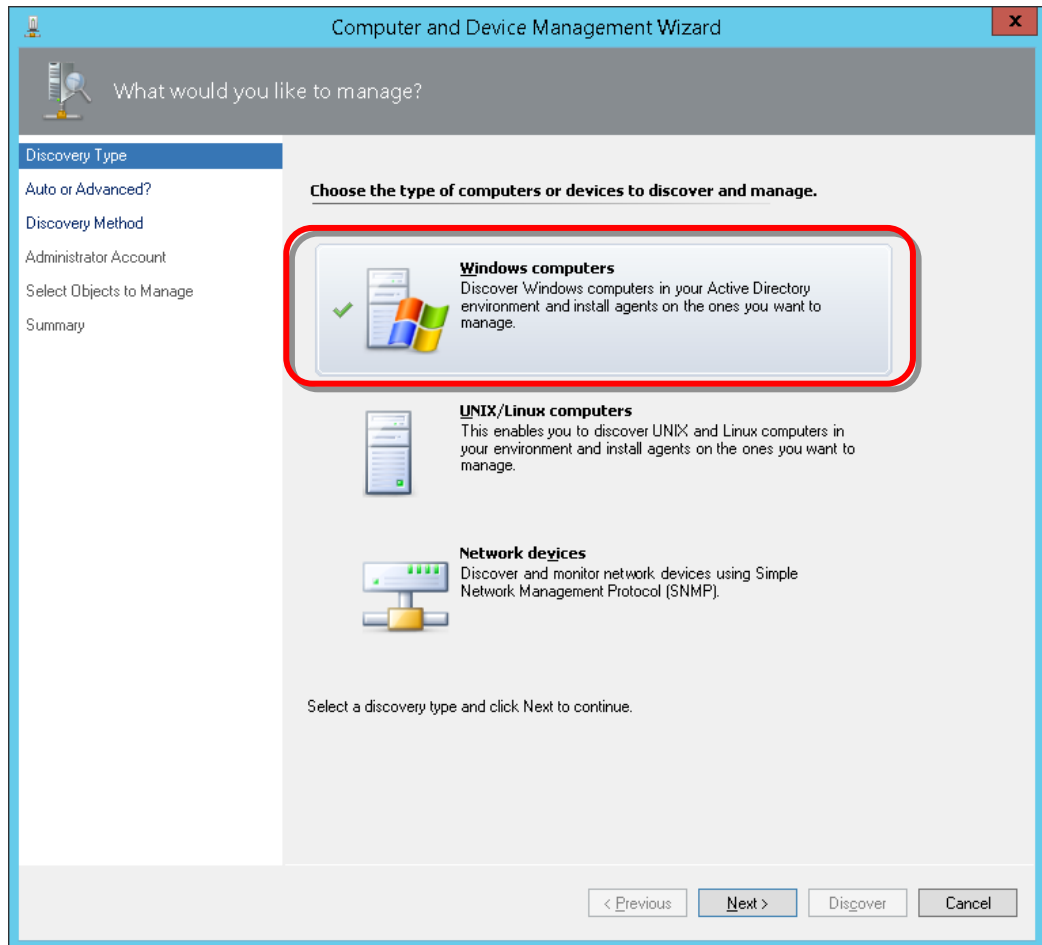 Computer and Device Management Wizard
x
What would you like to manage?
Discovery Type
Auto or Advanced?
Discovery Method
Administrator Account
Select Objects to Manage
Summary
Choose the type of computers or devices to discover and manage.
Windows computers
Discover Windows computers in your Active Directory
environment and install agents on the ones you want to
manage.
UNIX/Linux computers
This enables you to discover UNIX and Linux computers in
your environment and install agents on the ones you want to
manage.
Network devices
Discover and monitor network devices using Simple
Network Management Protocol (SNMP).
Select a discovery type and click Next to continue.
< Previous Next > Discover Cancel